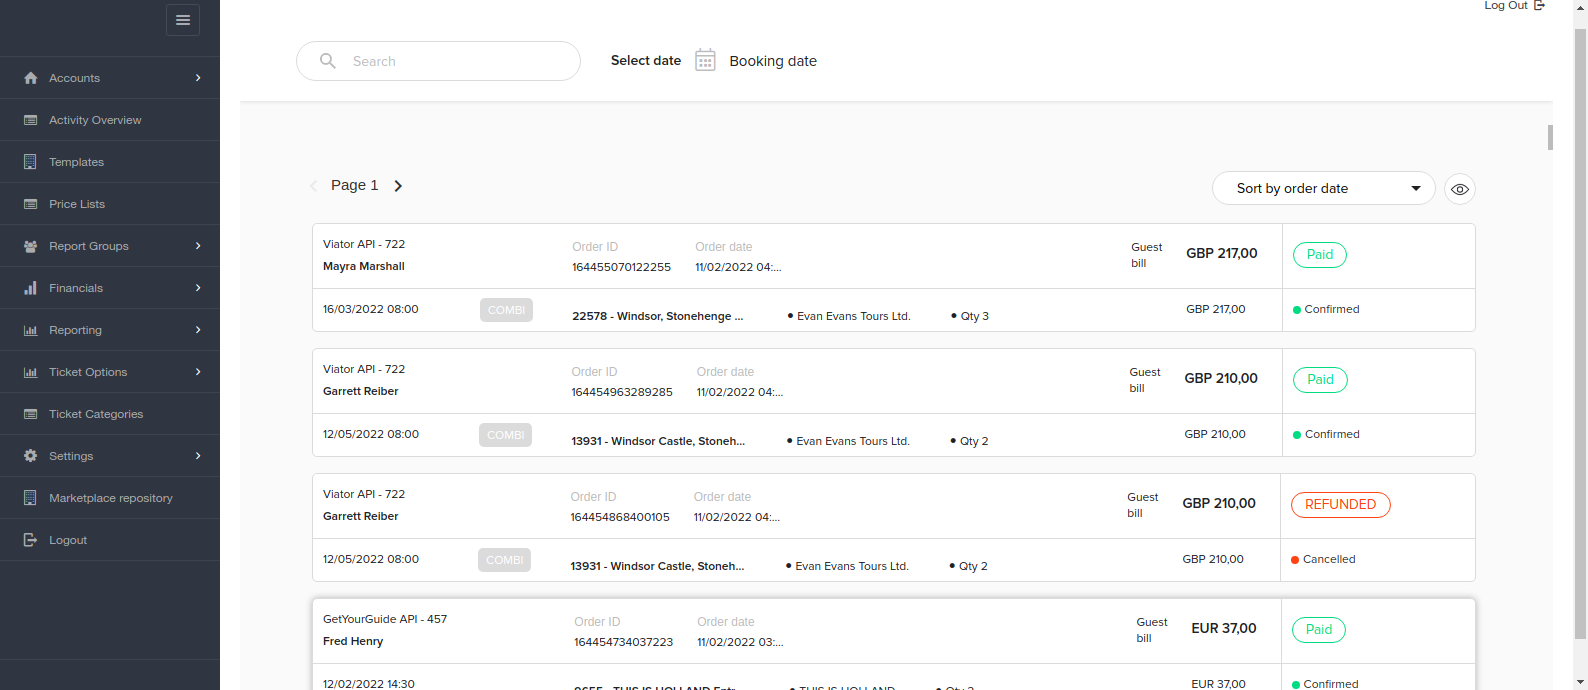 Log Out
Search
Select date
Booking date
Accounts
Activity Overview
Templates
Price Lists
Report Groups
Financials
Reporting
Ticket Options
Ticket Categories
Settings
Marketplace repository
Logout
Page 1
Sort by order date
Viator API - 722
Mayra Marshall
Order ID
164455070122255
Order date
11/02/2022 04:...
Guest
bill
GBP 217,00
Paid
16/03/2022 08:00
COMBI
22578 - Windsor, Stonehenge ...
• Evan Evans Tours Ltd.
• Qty 3
GBP 217,00
Confirmed
Viator API - 722
Garrett Reiber
Order ID
164454963289285
Order date
11/02/2022 04:...
Guest
bill
GBP 210,00
Paid
12/05/2022 08:00
COMBI
13931 - Windsor Castle, Stoneh...
• Evan Evans Tours Ltd.
• Qty 2
GBP 210,00
Confirmed
Viator API - 722
Garrett Reiber
Order ID
164454868400105
Order date
11/02/2022 04:...
Guest
bill
GBP 210,00
REFUNDED
12/05/2022 08:00
COMBI
13931 - Windsor Castle, Stoneh...
• Evan Evans Tours Ltd.
• Qty 2
GBP 210,00
Cancelled
GetYourGuide API - 457
Fred Henry
Order ID
164454734037223
Order date
11/02/2022 03:...
Guest
bill
EUR 37,00
Paid
12/02/2022 14:30
THIS IS HOLLAND
• THIS IS HOLLAND
EUR 37,00
Confirmed